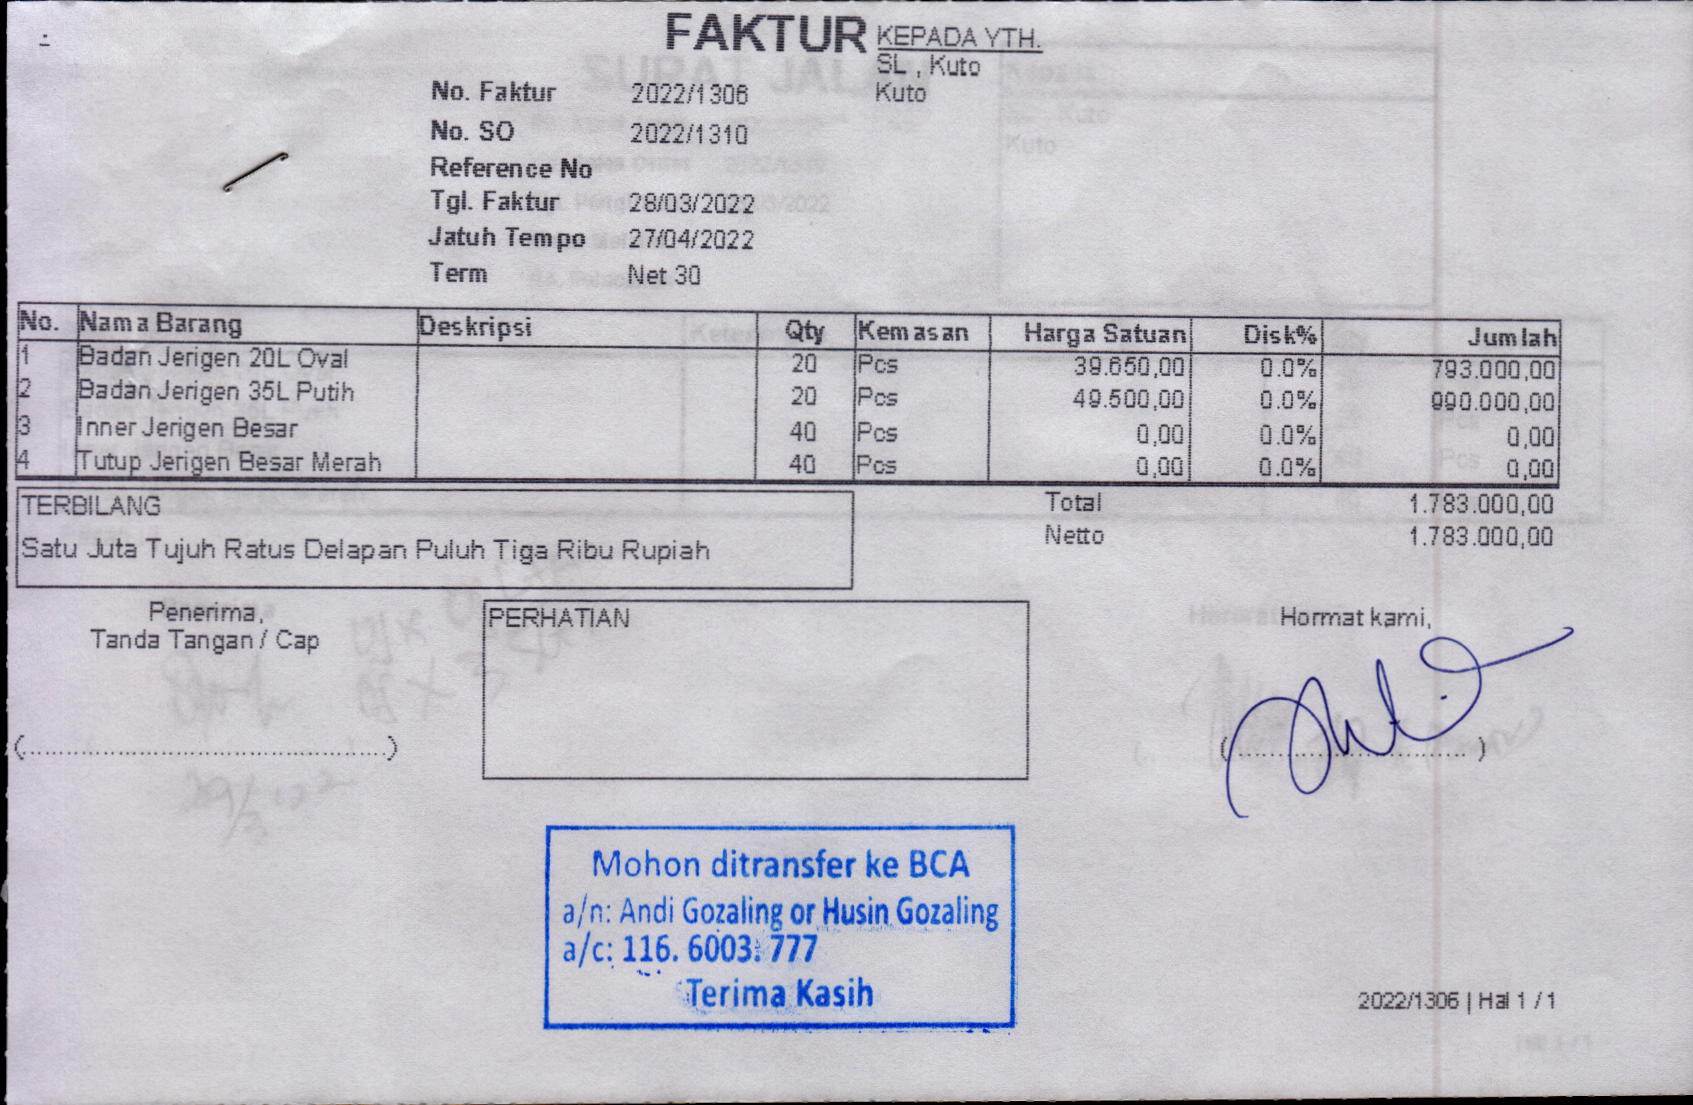 FAKTUR
KEPADA YTH.
SL , Kuto
Kuto
No. Faktur 2022/1306
No. SO 2022/1310
Reference No
Tgl. Faktur 28/03/2022
Jatuh Tempo 27/04/2022
Term Net 30
No. Nama Barang Deskripsi Qty Kemasan Harga Satuan Disk% Jumlah
1 Badan Jerigen 20L Oval 20 Pcs 39.650,00 0.0% 793.000,00
2 Badan Jerigen 35L Putih 20 Pcs 49.500,00 0.0% 990.000,00
3 Inner Jerigen Besar 40 Pcs 0,00 0.0% 0,00
4 Tutup Jerigen Besar Merah 40 Pcs 0,00 0.0% 0,00
TERBILANG
Satu Juta Tujuh Ratus Delapan Puluh Tiga Ribu Rupiah
Total 1.783.000,00
Netto 1.783.000,00
Penerima,
Tanda Tangan / Cap
(..........................................................)
PERHATIAN
Hormat kami,
(..........................................)
Mohon ditransfer ke BCA
a/n: Andi Gozaling or Husin Gozaling
a/c: 116. 6003. 777
Terima Kasih
2022/1306 | Hal 1 / 1